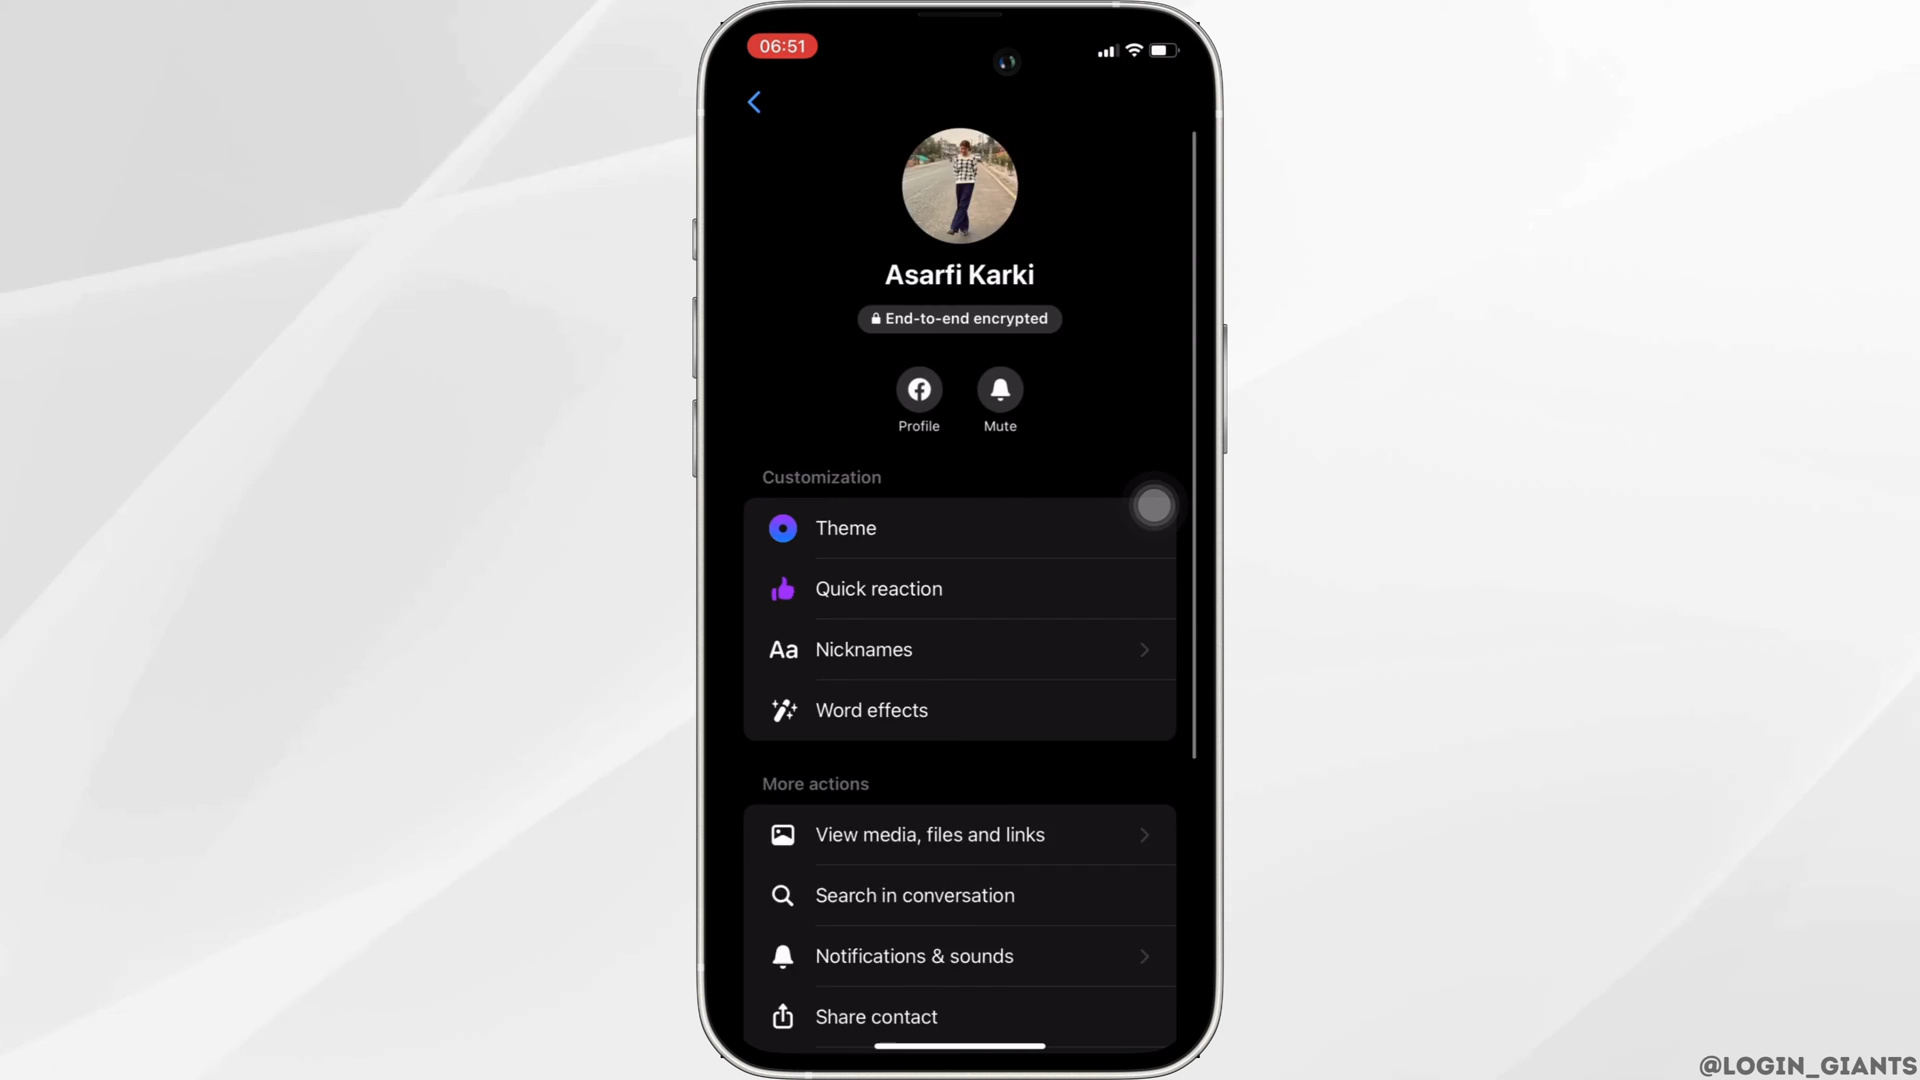 06:51
Asarfi Karki
End-to-end encrypted
Profile
Mute
Customization
Theme
Quick reaction
Aa Nicknames
Word effects
More actions
View media, files and links
Search in conversation
Notifications & sounds
Share contact
@LOGIN_GIANTS